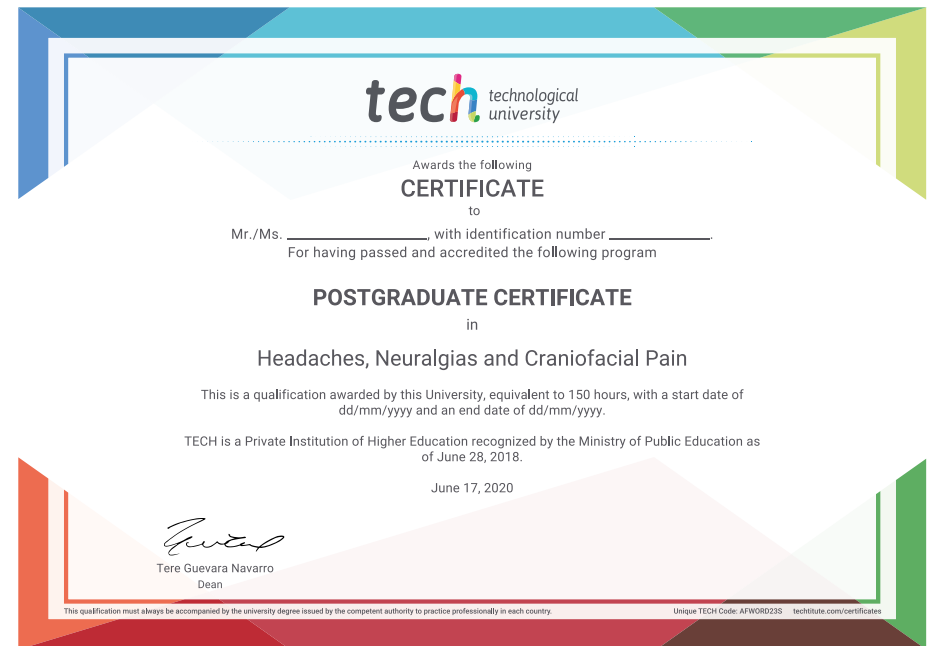 tech technological
university
Awards the following
CERTIFICATE
to
Mr./Ms. ____________________, with identification number ______________.
For having passed and accredited the following program
POSTGRADUATE CERTIFICATE
in
Headaches, Neuralgias and Craniofacial Pain
This is a qualification awarded by this University, equivalent to 150 hours, with a start date of
dd/mm/yyyy and an end date of dd/mm/yyyy.
TECH is a Private Institution of Higher Education recognized by the Ministry of Public Education as
of June 28, 2018.
June 17, 2020
Tere Guevara Navarro
Dean
This qualification must always be accompanied by the university degree issued by the competent authority to practice professionally in each country. Unique TECH Code: AFWORD23S techtitute.com/certificates